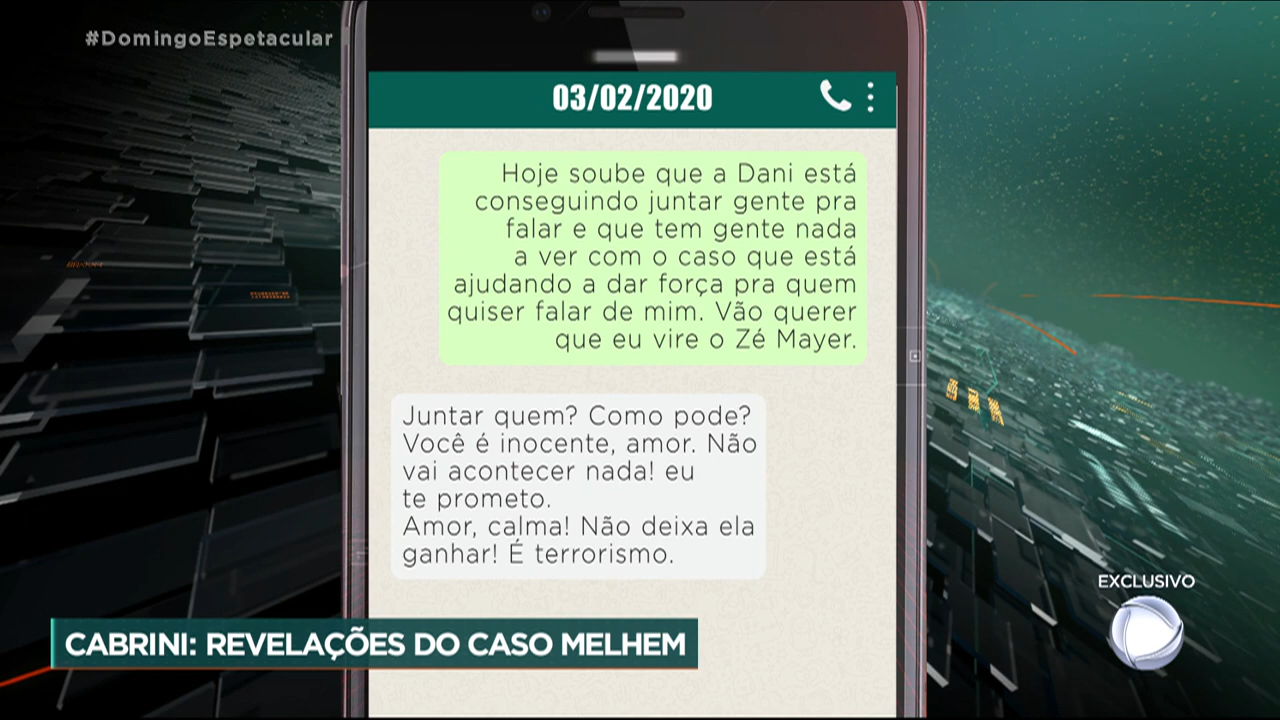 #DomingoEspetacular
03/02/2020
Hoje soube que a Dani está
conseguindo juntar gente pra
falar e que tem gente nada
a ver com o caso que está
ajudando a dar força pra quem
quiser falar de mim. Vão querer
que eu vire o Zé Mayer.
Juntar quem? Como pode?
Você é inocente, amor. Não
vai acontecer nada! eu
te prometo.
Amor, calma! Não deixa ela
ganhar! É terrorismo.
EXCLUSIVO
CABRINI: REVELAÇÕES DO CASO MELHEM